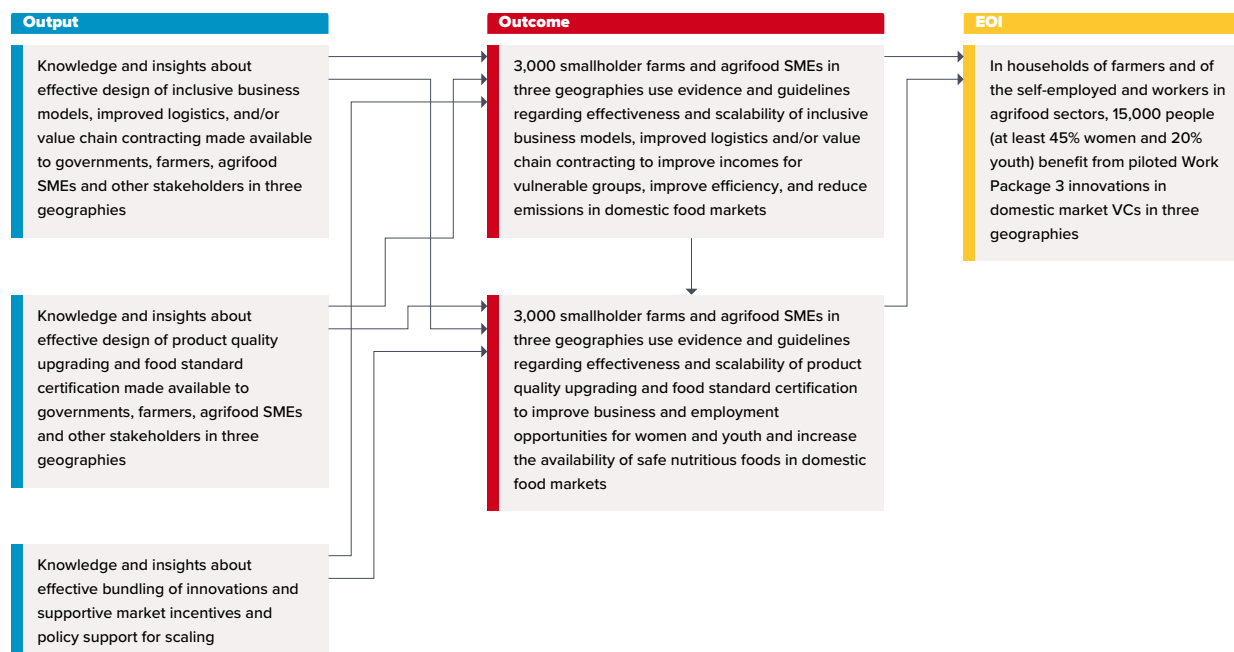 Output
Knowledge and insights about
effective design of inclusive business
models, improved logistics, and/or
value chain contracting made available
to governments, farmers, agrifood
SMEs and other stakeholders in three
geographies
Knowledge and insights about
effective design of product quality
upgrading and food standard
certification made available to
governments, farmers, agrifood SMEs
and other stakeholders in three
geographies
Knowledge and insights about
effective bundling of innovations and
supportive market incentives and
policy support for scaling
Outcome
3,000 smallholder farms and agrifood SMEs in
three geographies use evidence and guidelines
regarding effectiveness and scalability of inclusive
business models, improved logistics and/or value
chain contracting to improve incomes for
vulnerable groups, improve efficiency, and reduce
emissions in domestic food markets
3,000 smallholder farms and agrifood SMEs in
three geographies use evidence and guidelines
regarding effectiveness and scalability of product
quality upgrading and food standard certification
to improve business and employment
opportunities for women and youth and increase
the availability of safe nutritious foods in domestic
food markets
EOI
In households of farmers and of
the self-employed and workers in
agrifood sectors, 15,000 people
(at least 45% women and 20%
youth) benefit from piloted Work
Package 3 innovations in
domestic market VCs in three
geographies